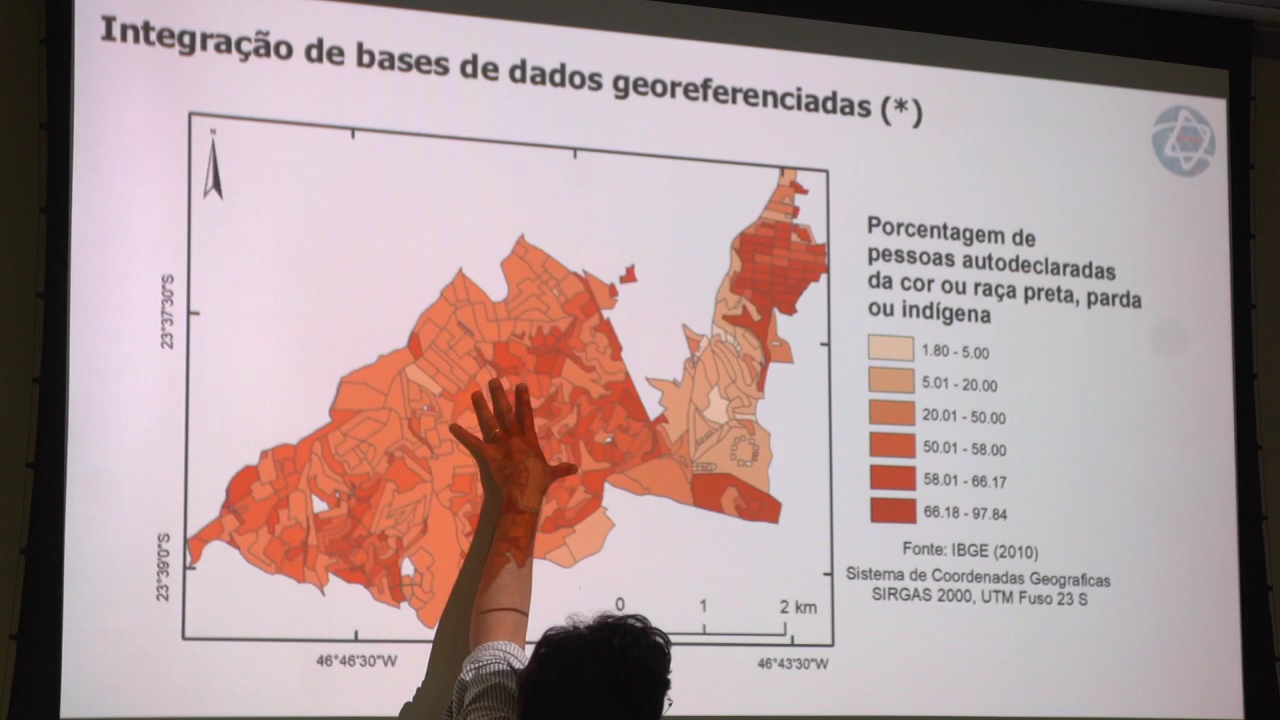 Integração de bases de dados georeferenciadas (*)
N
23°37'30"S
23°39'0"S
46°46'30"W
46°43'30"W
0 1 2 km
Porcentagem de
pessoas autodeclaradas
da cor ou raça preta, parda
ou indígena
1.80 - 5.00
5.01 - 20.00
20.01 - 50.00
50.01 - 58.00
58.01 - 66.17
66.18 - 97.84
Fonte: IBGE (2010)
Sistema de Coordenadas Geograficas
SIRGAS 2000, UTM Fuso 23 S